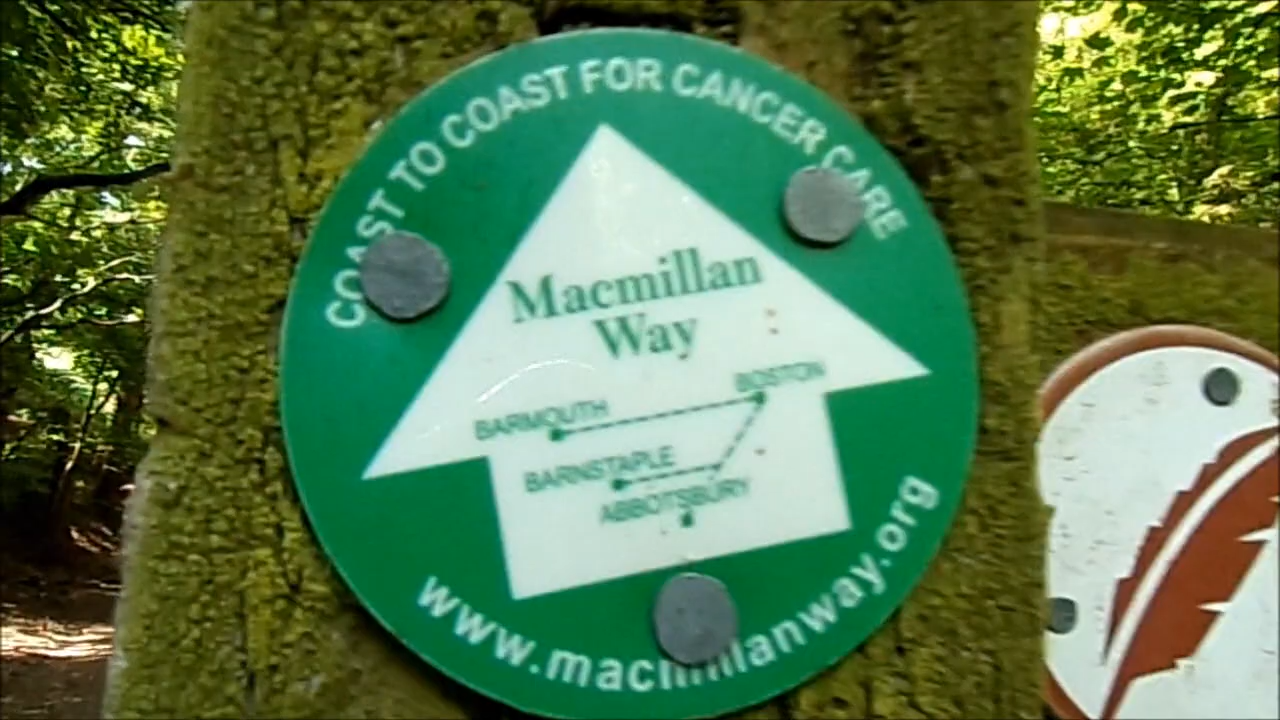 COAST TO COAST FOR CANCER CARE
Macmillan
Way
BOSTON
BARMOUTH
BARNSTAPLE
ABBOTSBURY
www.macmillanway.org